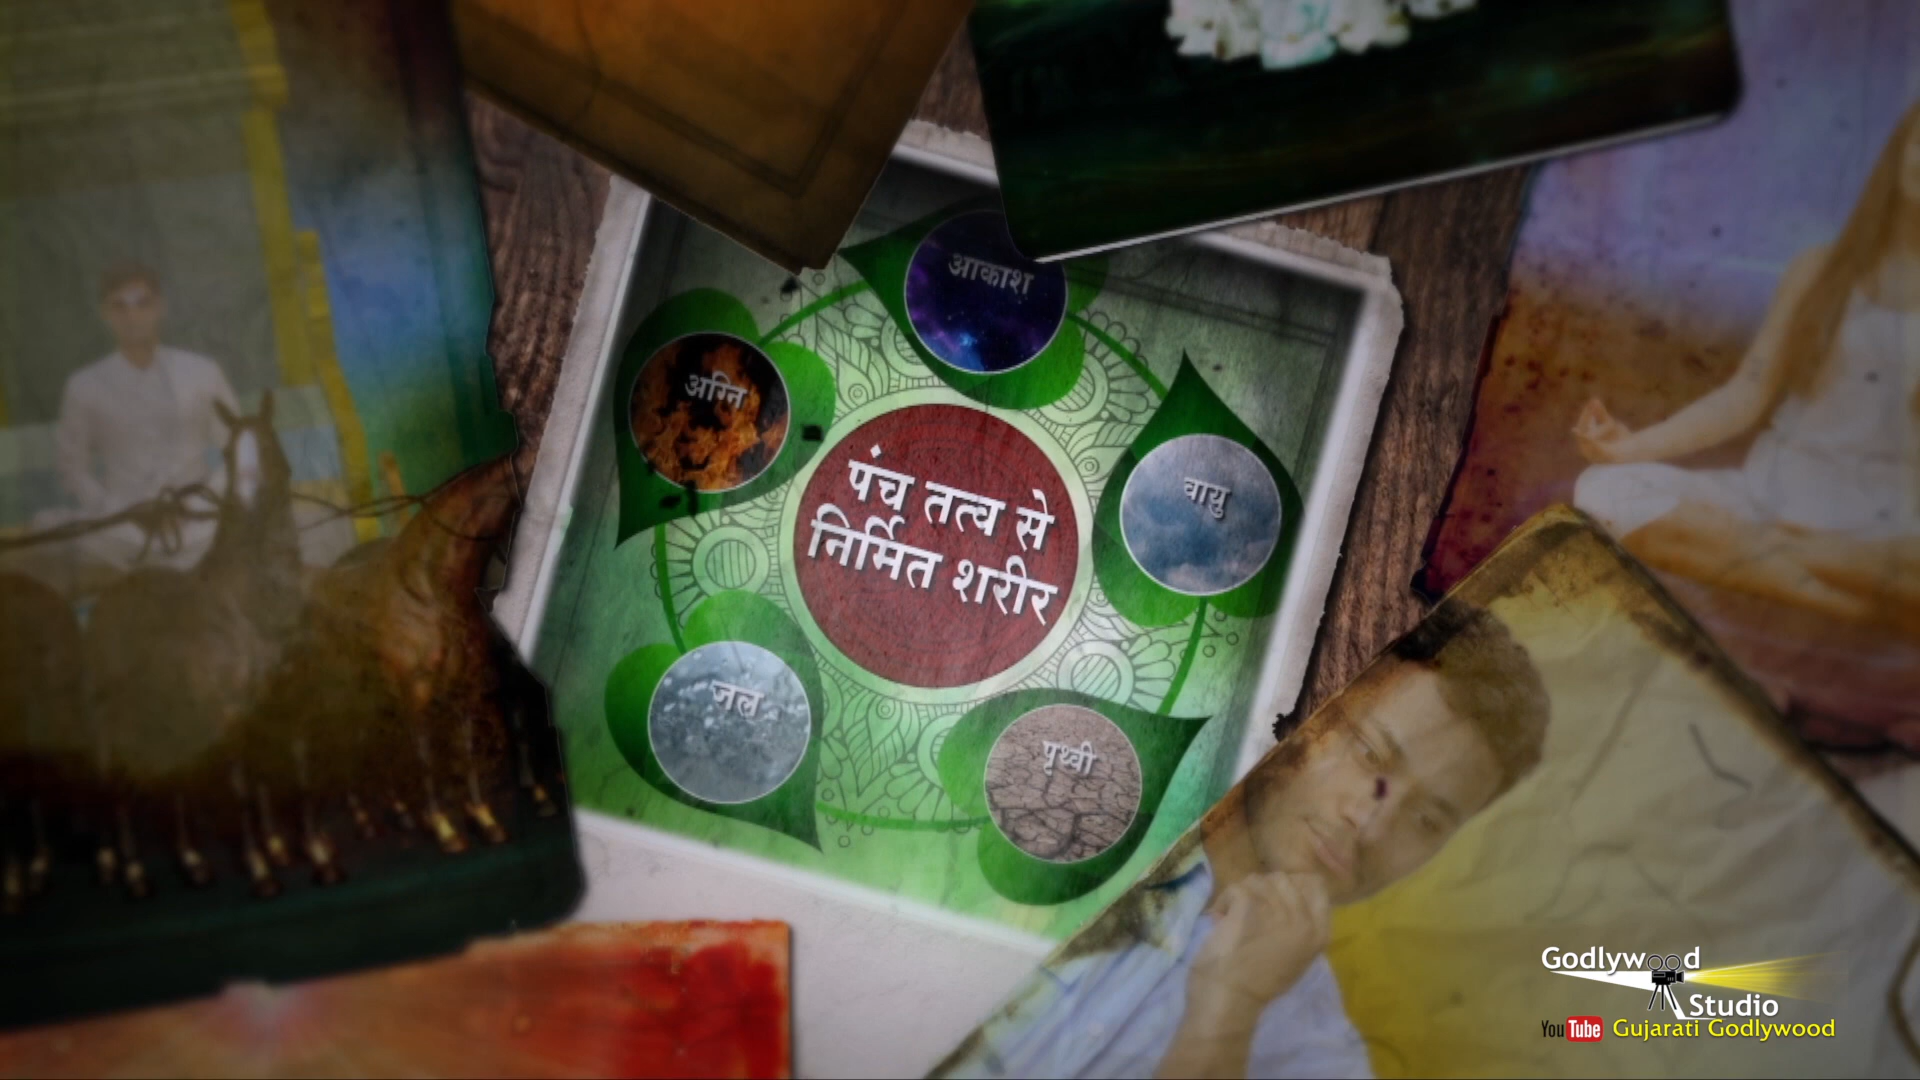 आकाश
अग्नि
वायु
पंच तत्व से
निर्मित शरीर
जल
पृथ्वी
Godlywood
Studio
YouTube Gujarati Godlywood